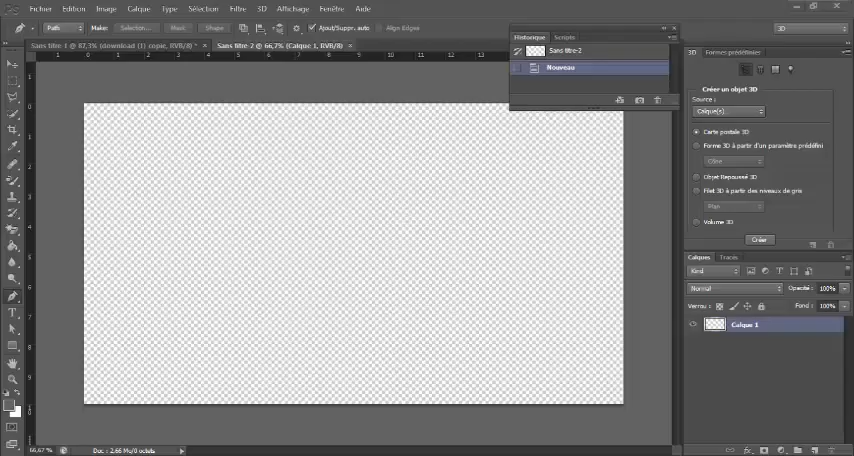 Ps Fichier Edition Image Calque Type Sélection Filtre 3D Affichage Fenêtre Aide
Path Make: Selection... Mask Shape Ajout/Suppr. auto Align Edges 3D
Historique Scripts
Sans titre 1 @ 87,3% (download (1) copie, RVB/8) * × Sans titre-2 @ 66,7% (Calque 1, RVB/8) ×
Sans titre-2
Nouveau
3D Formes prédéfinies
Créer un objet 3D
Source :
Calque(s)
Carte postale 3D
Forme 3D à partir d'un paramètre prédéfini
Cône
Objet Repoussé 3D
Filet 3D à partir des niveaux de gris
Plan
Volume 3D
Créer
Calques Tracés
Kind
Normal Opacité : 100%
Verrou : Fond : 100%
Calque 1
66,67 % Doc : 2,66 Mo/0 octets